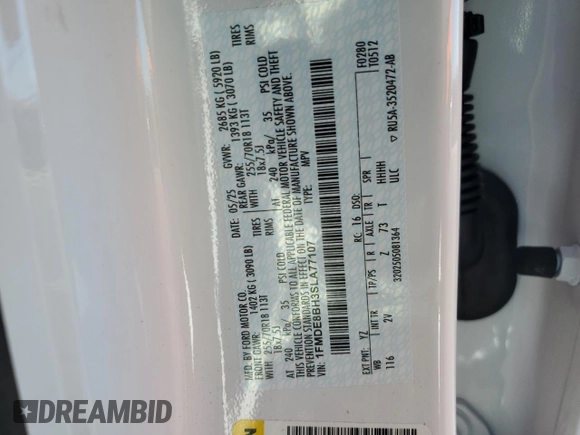 MFD. BY FORD MOTOR CO.
05/25
GVWR: 2685 KG ( 5920 LB)
FRONT GAWR: 1402 KG ( 3090 LB)
REAR GAWR: 1393 KG ( 3070 LB)
WITH 255/70R18 113T TIRES
WITH 255/70R18 113T TIRES
18x7.5J RIMS
18x7.5J RIMS
AT 240 kPa/ 35 PSI COLD
AT 240 kPa/ 35 PSI COLD
THIS VEHICLE CONFORMS TO ALL APPLICABLE FEDERAL MOTOR VEHICLE SAFETY AND THEFT
PREVENTION STANDARDS IN EFFECT ON THE DATE OF MANUFACTURE SHOWN ABOVE.
VIN: 1FMDE8BH3SLA77107
TYPE: MPV
F0280
T0512
EXT PNT: YZ RC: 16 DSO:
WB INT TR TP/PS R AXLE TR SPR
116 2V Z 73 T HHHH
ULC
3202505081364
▽ RU5A-3520472-AB
N
DREAMBID